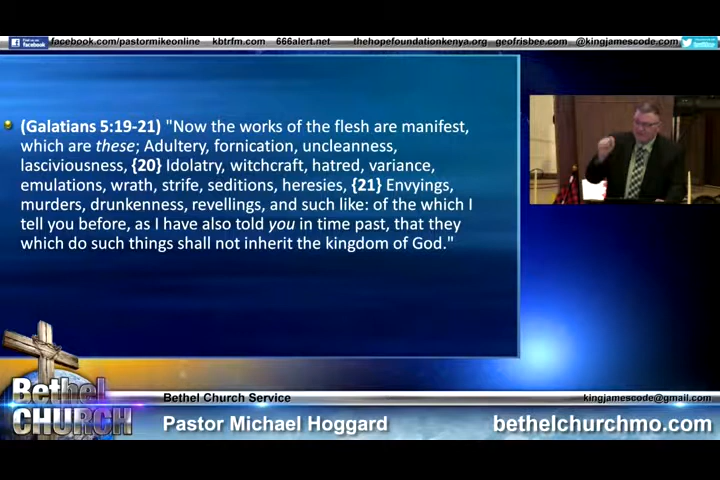 facebook.com/pastormikeonline kbtrfm.com 666alert.net thehopefoundationkenya.org geofrisbee.com @kingjamescode.com
(Galatians 5:19-21) "Now the works of the flesh are manifest,
which are these; Adultery, fornication, uncleanness,
lasciviousness, {20} Idolatry, witchcraft, hatred, variance,
emulations, wrath, strife, seditions, heresies, {21} Envyings,
murders, drunkenness, revellings, and such like: of the which I
tell you before, as I have also told you in time past, that they
which do such things shall not inherit the kingdom of God."
Bethel
CHURCH
Bethel Church Service
kingjamescode@gmail.com
Pastor Michael Hoggard
bethelchurchmo.com